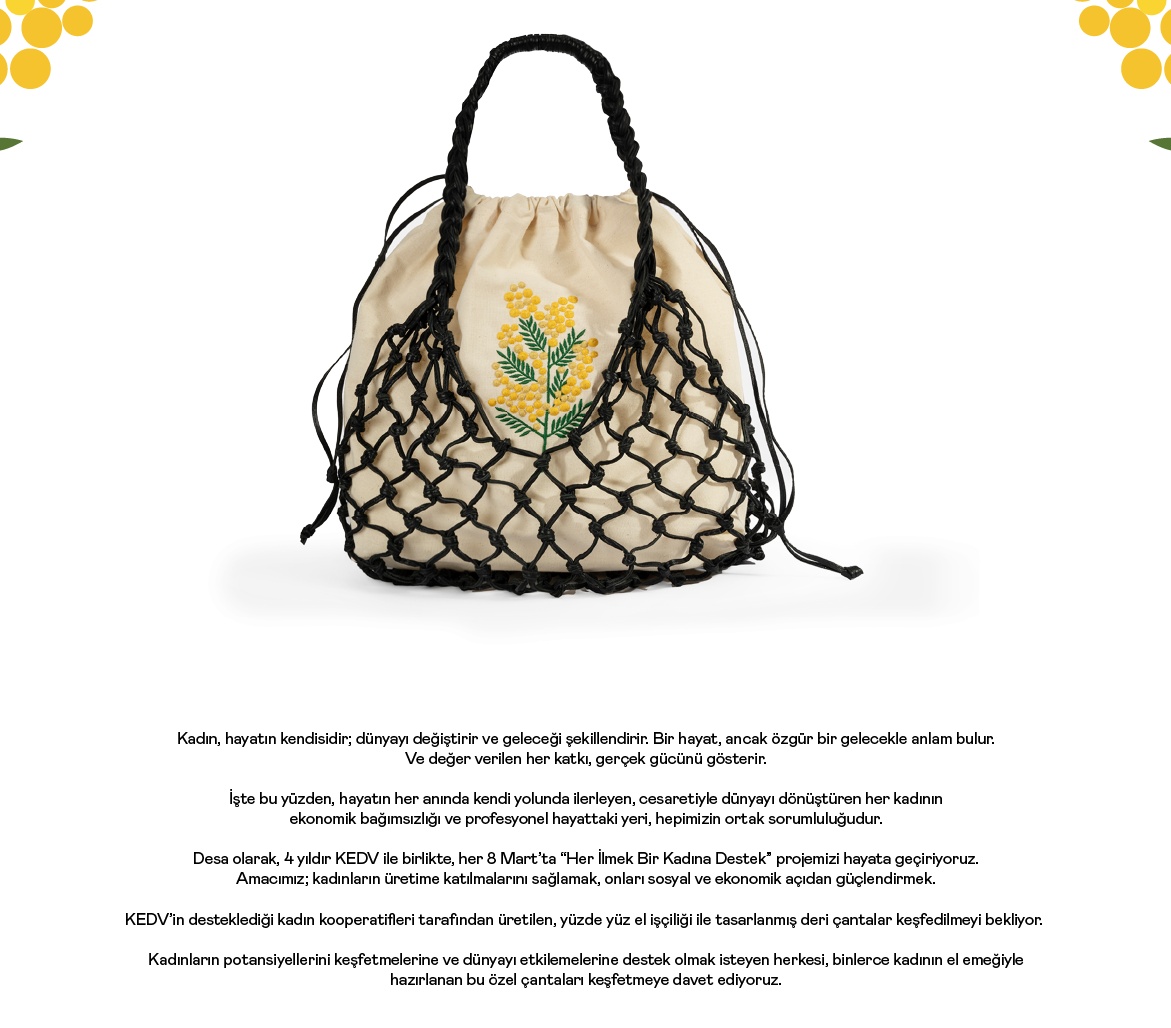 Kadın, hayatın kendisidir; dünyayı değiştirir ve geleceği şekillendirir. Bir hayat, ancak özgür bir gelecekle anlam bulur.
Ve değer verilen her katkı, gerçek gücünü gösterir.
İşte bu yüzden, hayatın her anında kendi yolunda ilerleyen, cesaretiyle dünyayı dönüştüren her kadının
ekonomik bağımsızlığı ve profesyonel hayattaki yeri, hepimizin ortak sorumluluğudur.
Desa olarak, 4 yıldır KEDV ile birlikte, her 8 Mart'ta “Her İlmek Bir Kadına Destek” projemizi hayata geçiriyoruz.
Amacımız; kadınların üretime katılmalarını sağlamak, onları sosyal ve ekonomik açıdan güçlendirmek.
KEDV'in desteklediği kadın kooperatifleri tarafından üretilen, yüzde yüz el işçiliği ile tasarlanmış deri çantalar keşfedilmeyi bekliyor.
Kadınların potansiyellerini keşfetmelerine ve dünyayı etkilemelerine destek olmak isteyen herkesi, binlerce kadının el emeğiyle
hazırlanan bu özel çantaları keşfetmeye davet ediyoruz.